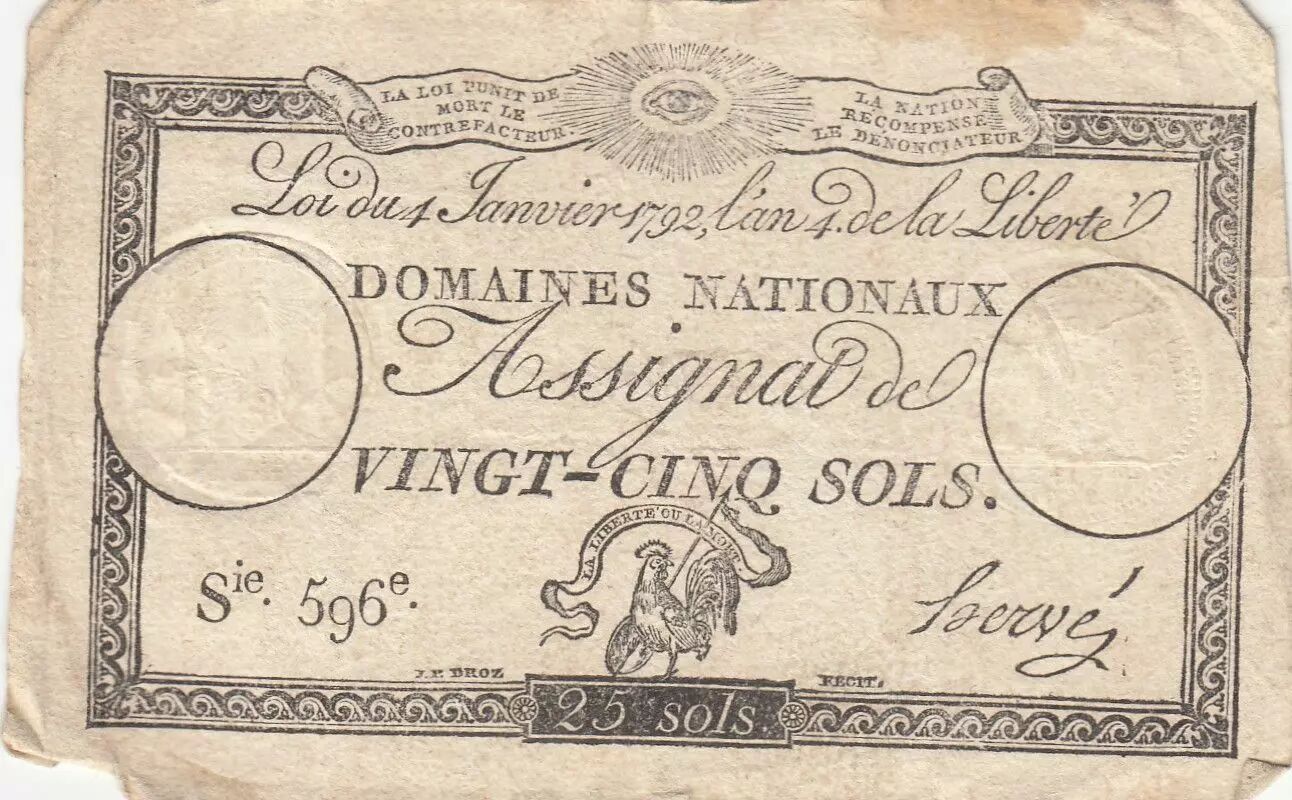 LA LOI PUNIT DE
MORT LE
CONTREFACTEUR.
LA NATION
RECOMPENSE
LE DENONCIATEUR
Loi du 4 Janvier 1792, l'an 4. de la Liberté
DOMAINES NATIONAUX
Assignat de
VINGT-CINQ SOLS.
LA LIBERTÉ OU LA MORT
Sie. 596e.
hervé
J.P. DROZ
FECIT.
25 sols.